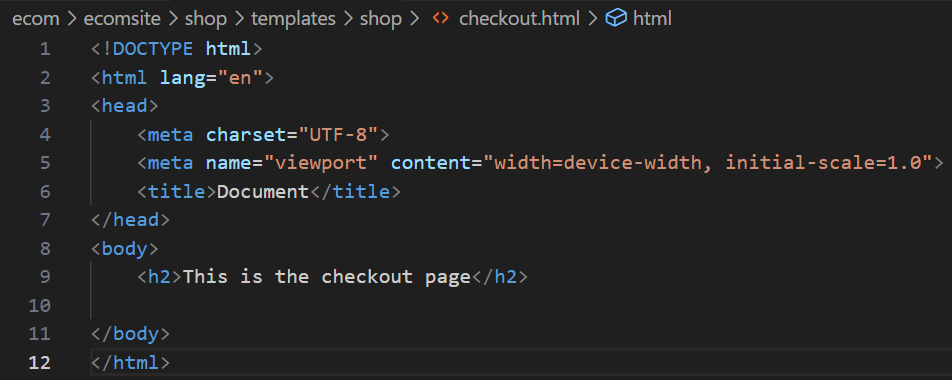 ecom > ecomsite > shop > templates > shop > <> checkout.html > html
1 <!DOCTYPE html>
2 <html lang="en">
3 <head>
4     <meta charset="UTF-8">
5     <meta name="viewport" content="width=device-width, initial-scale=1.0">
6     <title>Document</title>
7 </head>
8 <body>
9     <h2>This is the checkout page</h2>
10
11 </body>
12 </html>